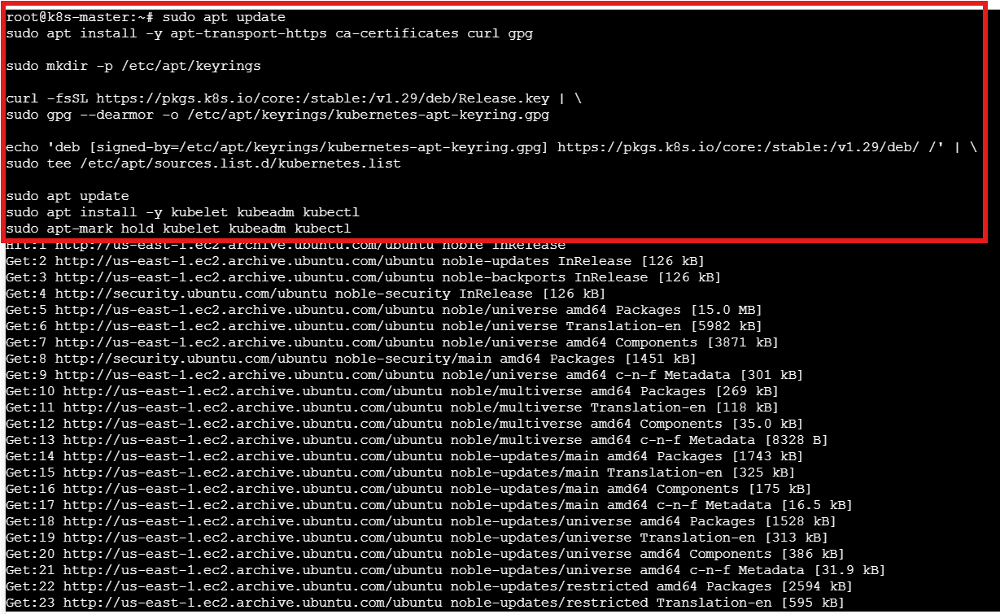 root@k8s-master:~# sudo apt update
sudo apt install -y apt-transport-https ca-certificates curl gpg
sudo mkdir -p /etc/apt/keyrings
curl -fsSL https://pkgs.k8s.io/core:/stable:/v1.29/deb/Release.key | \
sudo gpg --dearmor -o /etc/apt/keyrings/kubernetes-apt-keyring.gpg
echo 'deb [signed-by=/etc/apt/keyrings/kubernetes-apt-keyring.gpg] https://pkgs.k8s.io/core:/stable:/v1.29/deb/ /' | \
sudo tee /etc/apt/sources.list.d/kubernetes.list
sudo apt update
sudo apt install -y kubelet kubeadm kubectl
sudo apt-mark hold kubelet kubeadm kubectl
Hit:1 http://us-east-1.ec2.archive.ubuntu.com/ubuntu noble InRelease
Get:2 http://us-east-1.ec2.archive.ubuntu.com/ubuntu noble-updates InRelease [126 kB]
Get:3 http://us-east-1.ec2.archive.ubuntu.com/ubuntu noble-backports InRelease [126 kB]
Get:4 http://security.ubuntu.com/ubuntu noble-security InRelease [126 kB]
Get:5 http://us-east-1.ec2.archive.ubuntu.com/ubuntu noble/universe amd64 Packages [15.0 MB]
Get:6 http://us-east-1.ec2.archive.ubuntu.com/ubuntu noble/universe Translation-en [5982 kB]
Get:7 http://us-east-1.ec2.archive.ubuntu.com/ubuntu noble/universe amd64 Components [3871 kB]
Get:8 http://security.ubuntu.com/ubuntu noble-security/main amd64 Packages [1451 kB]
Get:9 http://us-east-1.ec2.archive.ubuntu.com/ubuntu noble/universe amd64 c-n-f Metadata [301 kB]
Get:10 http://us-east-1.ec2.archive.ubuntu.com/ubuntu noble/multiverse amd64 Packages [269 kB]
Get:11 http://us-east-1.ec2.archive.ubuntu.com/ubuntu noble/multiverse Translation-en [118 kB]
Get:12 http://us-east-1.ec2.archive.ubuntu.com/ubuntu noble/multiverse amd64 Components [35.0 kB]
Get:13 http://us-east-1.ec2.archive.ubuntu.com/ubuntu noble/multiverse amd64 c-n-f Metadata [8328 B]
Get:14 http://us-east-1.ec2.archive.ubuntu.com/ubuntu noble-updates/main amd64 Packages [1743 kB]
Get:15 http://us-east-1.ec2.archive.ubuntu.com/ubuntu noble-updates/main Translation-en [325 kB]
Get:16 http://us-east-1.ec2.archive.ubuntu.com/ubuntu noble-updates/main amd64 Components [175 kB]
Get:17 http://us-east-1.ec2.archive.ubuntu.com/ubuntu noble-updates/main amd64 c-n-f Metadata [16.5 kB]
Get:18 http://us-east-1.ec2.archive.ubuntu.com/ubuntu noble-updates/universe amd64 Packages [1528 kB]
Get:19 http://us-east-1.ec2.archive.ubuntu.com/ubuntu noble-updates/universe Translation-en [313 kB]
Get:20 http://us-east-1.ec2.archive.ubuntu.com/ubuntu noble-updates/universe amd64 Components [386 kB]
Get:21 http://us-east-1.ec2.archive.ubuntu.com/ubuntu noble-updates/universe amd64 c-n-f Metadata [31.9 kB]
Get:22 http://us-east-1.ec2.archive.ubuntu.com/ubuntu noble-updates/restricted amd64 Packages [2594 kB]
Get:23 http://us-east-1.ec2.archive.ubuntu.com/ubuntu noble-updates/restricted Translation-en [595 kB]